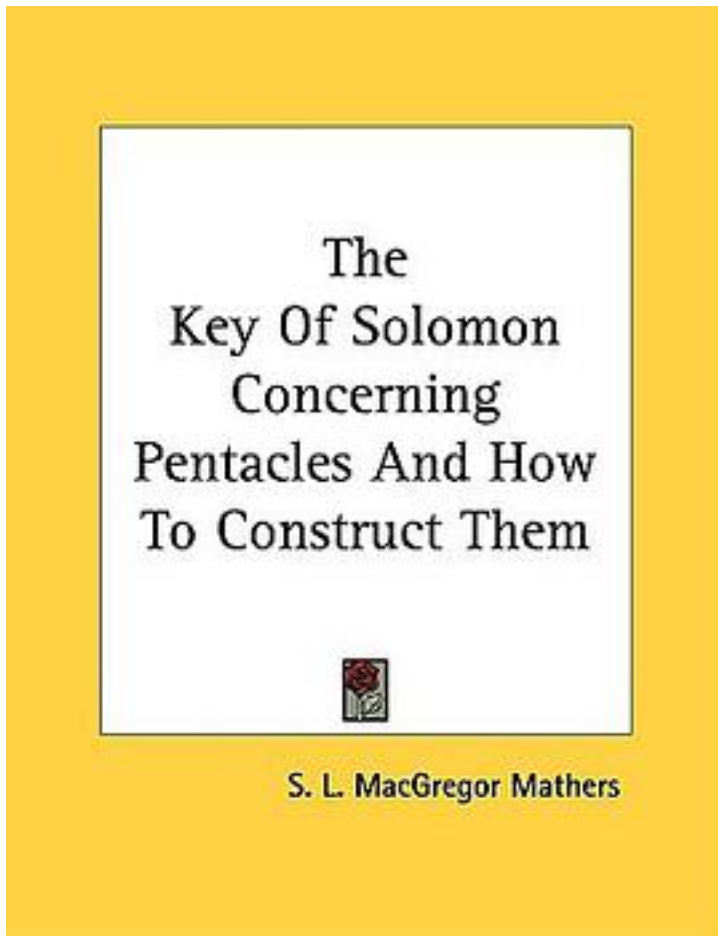 The
Key Of Solomon
Concerning
Pentacles And How
To Construct Them
S. L. MacGregor Mathers